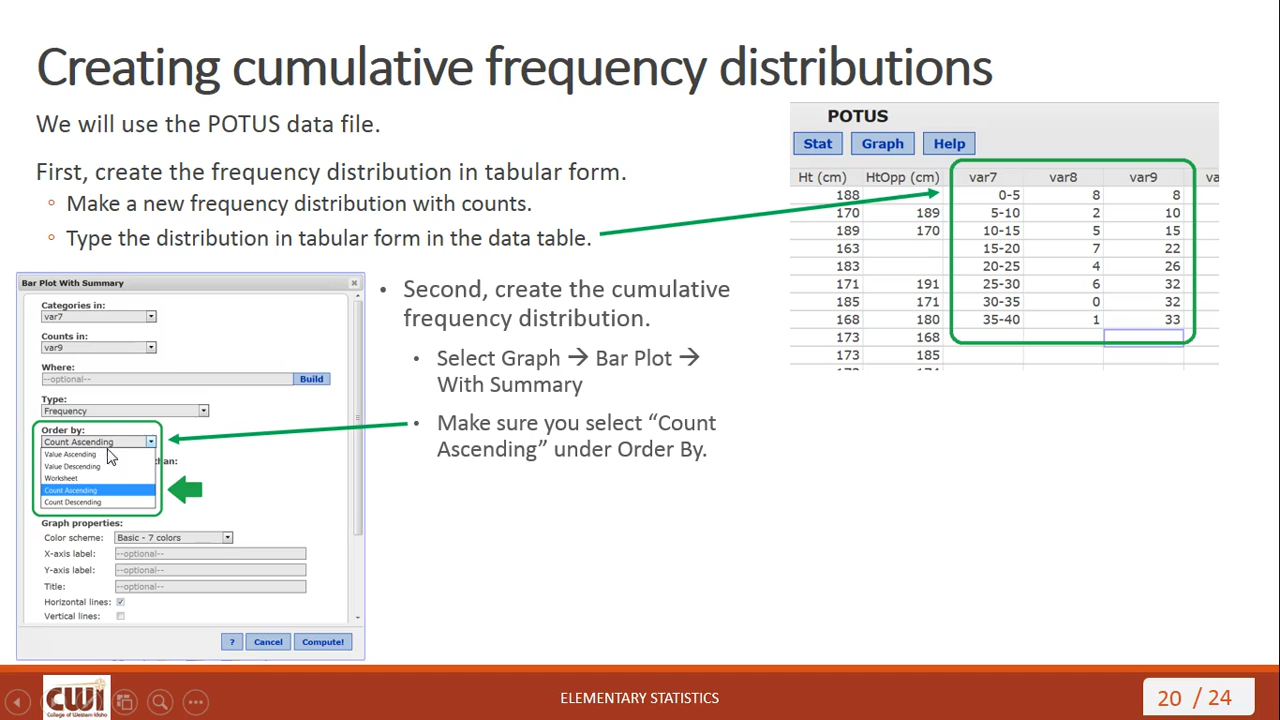 Creating cumulative frequency distributions
We will use the POTUS data file.
First, create the frequency distribution in tabular form.
◦ Make a new frequency distribution with counts.
◦ Type the distribution in tabular form in the data table.
POTUS
Stat Graph Help
Ht (cm) HtOpp (cm) var7 var8 var9 va
188 0-5 8 8
170 189 5-10 2 10
189 170 10-15 5 15
163 15-20 7 22
183 20-25 4 26
171 191 25-30 6 32
185 171 30-35 0 32
168 180 35-40 1 33
173 168
173 185
Bar Plot With Summary
Categories in:
var7
Counts in:
var9
Where:
--optional-- Build
Type:
Frequency
Order by:
Count Ascending
Value Ascending
Value Descending
than:
Worksheet
Count Ascending
Count Descending
Graph properties:
Color scheme: Basic - 7 colors
X-axis label: --optional--
Y-axis label: --optional--
Title: --optional--
Horizontal lines:
Vertical lines:
? Cancel Compute!
• Second, create the cumulative
frequency distribution.
• Select Graph → Bar Plot →
With Summary
• Make sure you select “Count
Ascending” under Order By.
CWI
College of Western Idaho
ELEMENTARY STATISTICS
20 / 24